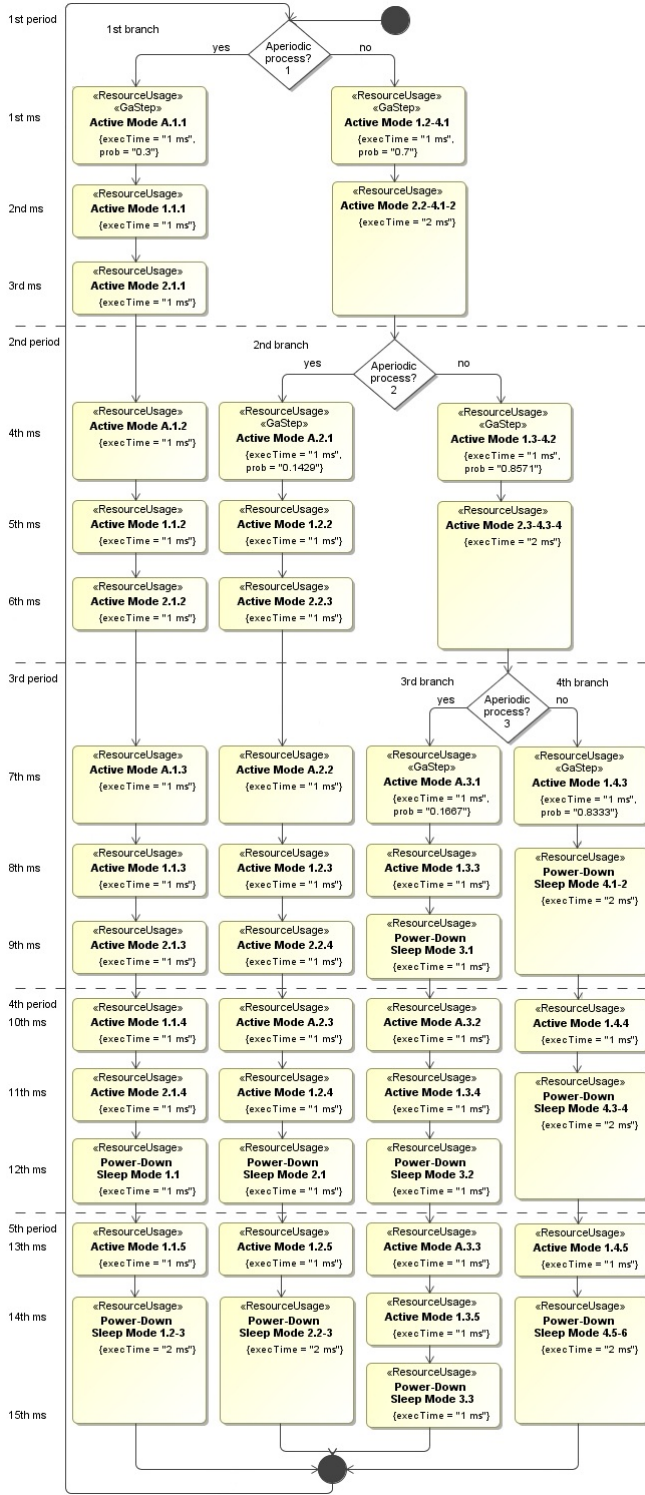 1st period
1st branch
yes
Aperiodic
process?
1
no
1st ms
«ResourceUsage»
«GaStep»
Active Mode A.1.1
{execTime = "1 ms",
prob = "0.3"}
«ResourceUsage»
«GaStep»
Active Mode 1.2-4.1
{execTime = "1 ms",
prob = "0.7"}
2nd ms
«ResourceUsage»
Active Mode 1.1.1
{execTime = "1 ms"}
«ResourceUsage»
Active Mode 2.2-4.1-2
{execTime = "2 ms"}
3rd ms
«ResourceUsage»
Active Mode 2.1.1
{execTime = "1 ms"}
2nd period
2nd branch
yes
Aperiodic
process?
2
no
4th ms
«ResourceUsage»
Active Mode A.1.2
{execTime = "1 ms"}
«ResourceUsage»
«GaStep»
Active Mode A.2.1
{execTime = "1 ms",
prob = "0.1429"}
«ResourceUsage»
«GaStep»
Active Mode 1.3-4.2
{execTime = "1 ms",
prob = "0.8571"}
5th ms
«ResourceUsage»
Active Mode 1.1.2
{execTime = "1 ms"}
«ResourceUsage»
Active Mode 1.2.2
{execTime = "1 ms"}
«ResourceUsage»
Active Mode 2.3-4.3-4
{execTime = "2 ms"}
6th ms
«ResourceUsage»
Active Mode 2.1.2
{execTime = "1 ms"}
«ResourceUsage»
Active Mode 2.2.3
{execTime = "1 ms"}
3rd period
3rd branch
yes
Aperiodic
process?
3
4th branch
no
7th ms
«ResourceUsage»
Active Mode A.1.3
{execTime = "1 ms"}
«ResourceUsage»
Active Mode A.2.2
{execTime = "1 ms"}
«ResourceUsage»
«GaStep»
Active Mode A.3.1
{execTime = "1 ms",
prob = "0.1667"}
«ResourceUsage»
«GaStep»
Active Mode 1.4.3
{execTime = "1 ms",
prob = "0.8333"}
8th ms
«ResourceUsage»
Active Mode 1.1.3
{execTime = "1 ms"}
«ResourceUsage»
Active Mode 1.2.3
{execTime = "1 ms"}
«ResourceUsage»
Active Mode 1.3.3
{execTime = "1 ms"}
«ResourceUsage»
Power-Down
Sleep Mode 4.1-2
{execTime = "2 ms"}
9th ms
«ResourceUsage»
Active Mode 2.1.3
{execTime = "1 ms"}
«ResourceUsage»
Active Mode 2.2.4
{execTime = "1 ms"}
«ResourceUsage»
Power-Down
Sleep Mode 3.1
{execTime = "1 ms"}
4th period
10th ms
«ResourceUsage»
Active Mode 1.1.4
{execTime = "1 ms"}
«ResourceUsage»
Active Mode A.2.3
{execTime = "1 ms"}
«ResourceUsage»
Active Mode A.3.2
{execTime = "1 ms"}
«ResourceUsage»
Active Mode 1.4.4
{execTime = "1 ms"}
11th ms
«ResourceUsage»
Active Mode 2.1.4
{execTime = "1 ms"}
«ResourceUsage»
Active Mode 1.2.4
{execTime = "1 ms"}
«ResourceUsage»
Active Mode 1.3.4
{execTime = "1 ms"}
«ResourceUsage»
Power-Down
Sleep Mode 4.3-4
{execTime = "2 ms"}
12th ms
«ResourceUsage»
Power-Down
Sleep Mode 1.1
{execTime = "1 ms"}
«ResourceUsage»
Power-Down
Sleep Mode 2.1
{execTime = "1 ms"}
«ResourceUsage»
Power-Down
Sleep Mode 3.2
{execTime = "1 ms"}
5th period
13th ms
«ResourceUsage»
Active Mode 1.1.5
{execTime = "1 ms"}
«ResourceUsage»
Active Mode 1.2.5
{execTime = "1 ms"}
«ResourceUsage»
Active Mode A.3.3
{execTime = "1 ms"}
«ResourceUsage»
Active Mode 1.4.5
{execTime = "1 ms"}
14th ms
«ResourceUsage»
Power-Down
Sleep Mode 1.2-3
{execTime = "2 ms"}
«ResourceUsage»
Power-Down
Sleep Mode 2.2-3
{execTime = "2 ms"}
«ResourceUsage»
Active Mode 1.3.5
{execTime = "1 ms"}
«ResourceUsage»
Power-Down
Sleep Mode 4.5-6
{execTime = "2 ms"}
15th ms
«ResourceUsage»
Power-Down
Sleep Mode 3.3
{execTime = "1 ms"}